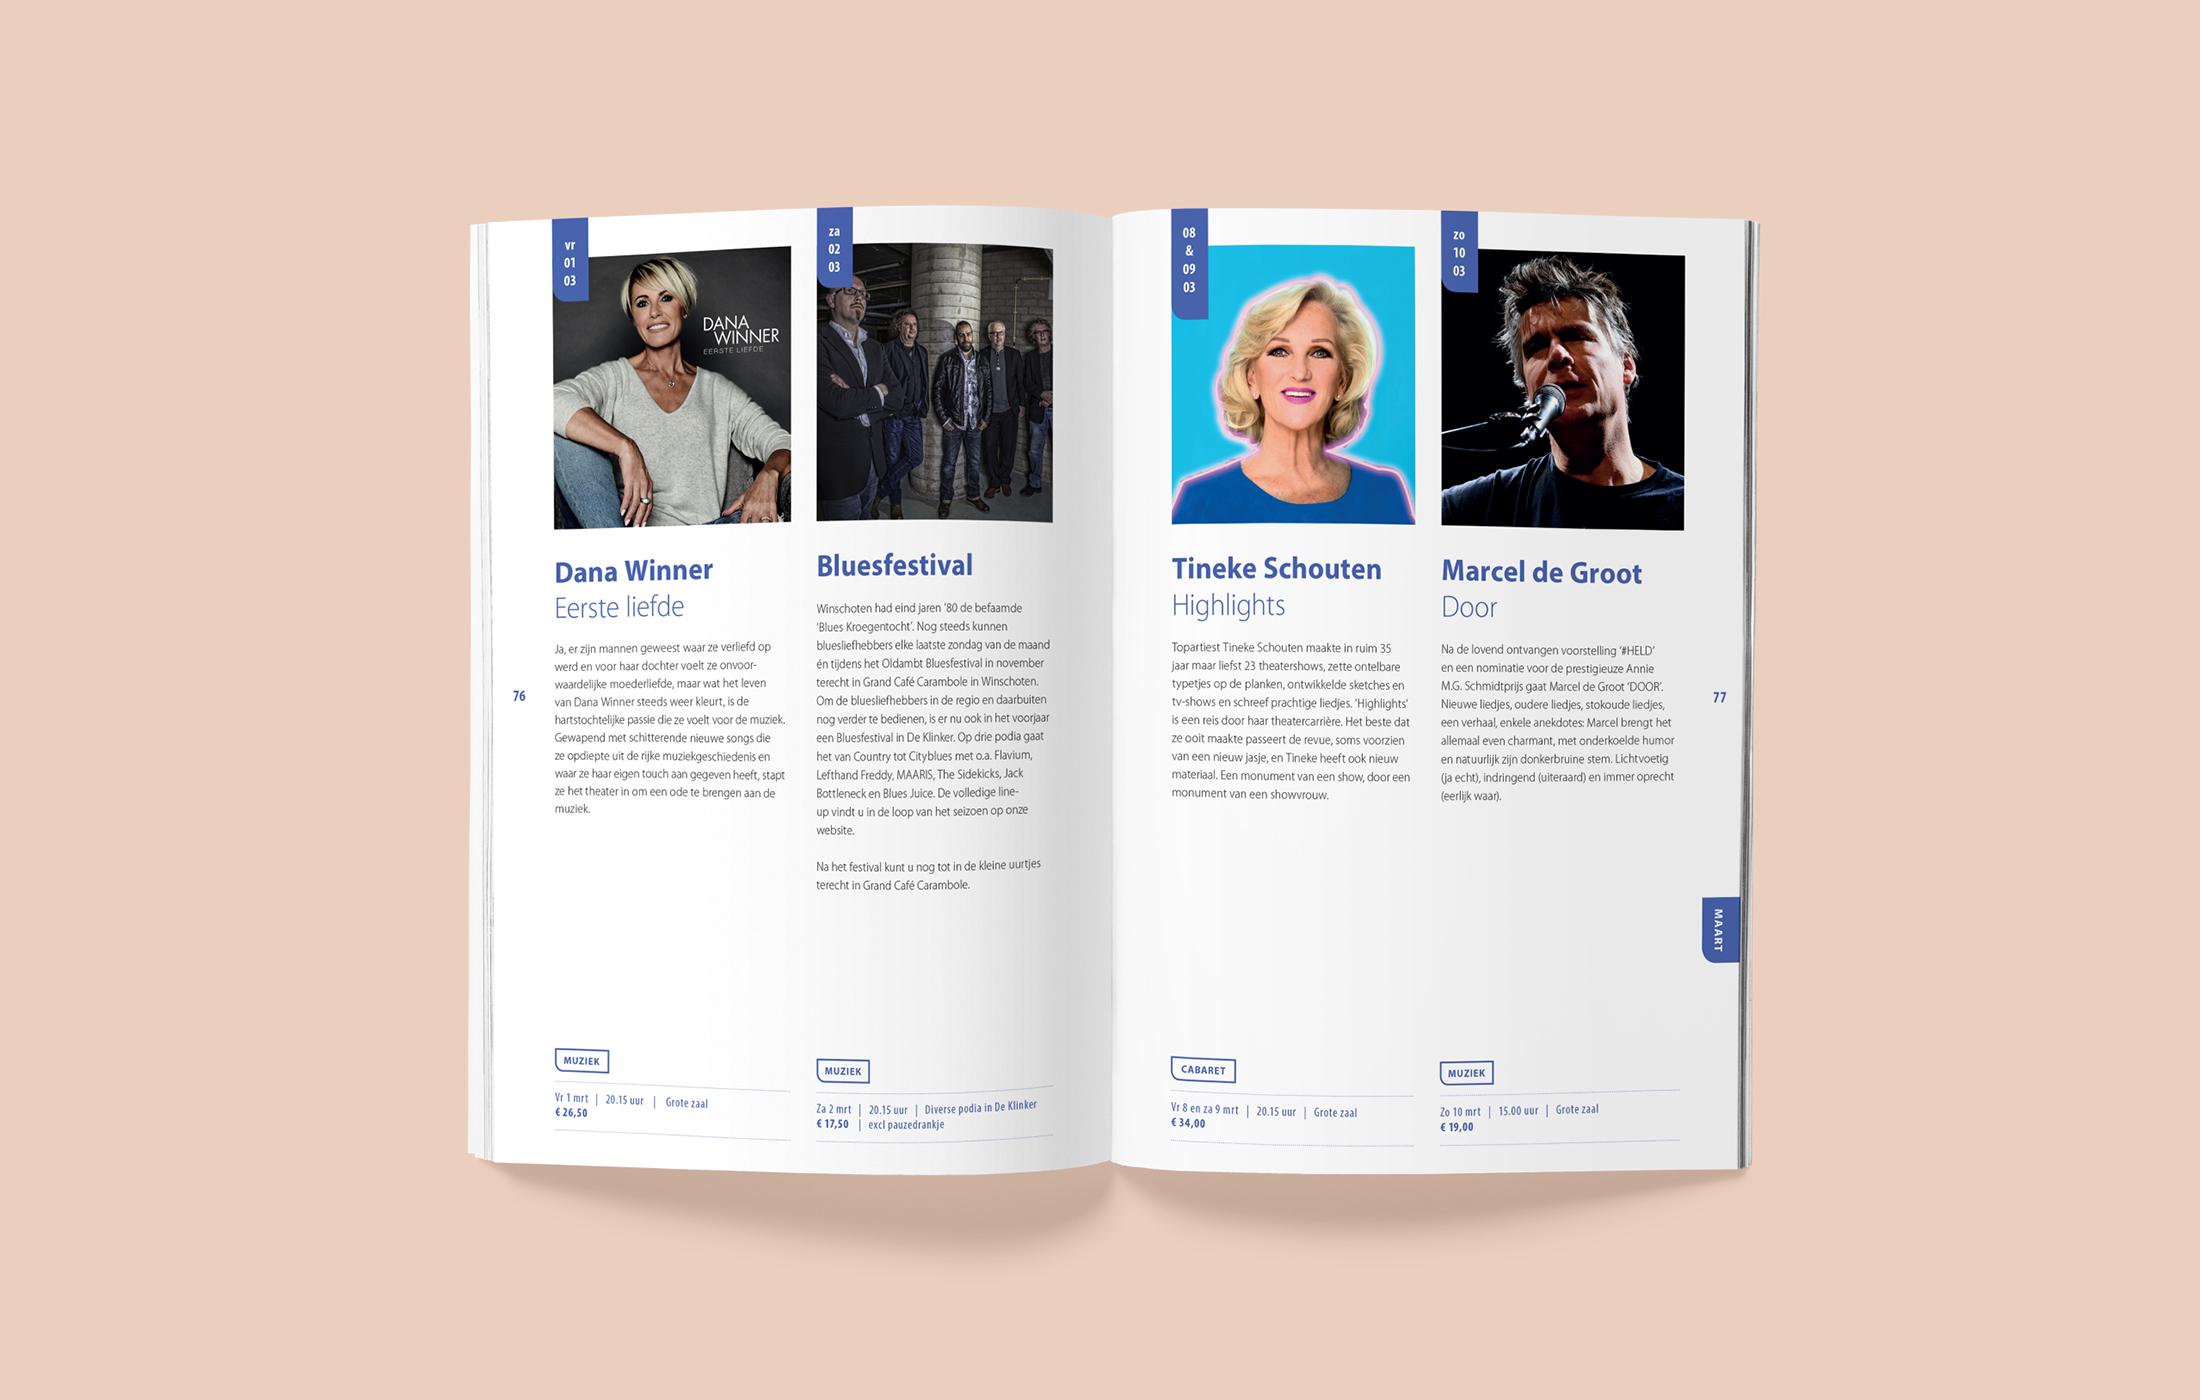 vr
01
03
DANA
WINNER
EERSTE LIEFDE
Dana Winner
Eerste liefde
Ja, er zijn mannen geweest waar ze verliefd op
werd en voor haar dochter voelt ze onvoor-
waardelijke moederliefde, maar wat het leven
van Dana Winner steeds weer kleurt, is de
hartstochtelijke passie die ze voelt voor de muziek.
Gewapend met schitterende nieuwe songs die
ze opdiepte uit de rijke muziekgeschiedenis en
waar ze haar eigen touch aan gegeven heeft, stapt
ze het theater in om een ode te brengen aan de
muziek.
76
MUZIEK
Vr 1 mrt | 20.15 uur | Grote zaal
€ 26,50
za
02
03
Bluesfestival
Winschoten had eind jaren '80 de befaamde
'Blues Kroegentocht'. Nog steeds kunnen
bluesliefhebbers elke laatste zondag van de maand
én tijdens het Oldambt Bluesfestival in november
terecht in Grand Café Carambole in Winschoten.
Om de bluesliefhebbers in de regio en daarbuiten
nog verder te bedienen, is er nu ook in het voorjaar
een Bluesfestival in De Klinker. Op drie podia gaat
het van Country tot Cityblues met o.a. Flavium,
Lefthand Freddy, MAARIS, The Sidekicks, Jack
Bottleneck en Blues Juice. De volledige line-
up vindt u in de loop van het seizoen op onze
website.
Na het festival kunt u nog tot in de kleine uurtjes
terecht in Grand Café Carambole.
MUZIEK
Za 2 mrt | 20.15 uur | Diverse podia in De Klinker
€ 17,50 | excl pauzedrankje
08
&
09
03
Tineke Schouten
Highlights
Topartiest Tineke Schouten maakte in ruim 35
jaar maar liefst 23 theatershows, zette ontelbare
typetjes op de planken, ontwikkelde sketches en
tv-shows en schreef prachtige liedjes. 'Highlights'
is een reis door haar theatercarrière. Het beste dat
ze ooit maakte passeert de revue, soms voorzien
van een nieuw jasje, en Tineke heeft ook nieuw
materiaal. Een monument van een show, door een
monument van een showvrouw.
CABARET
Vr 8 en za 9 mrt | 20.15 uur | Grote zaal
€ 34,00
zo
10
03
Marcel de Groot
Door
Na de lovend ontvangen voorstelling '#HELD'
en een nominatie voor de prestigieuze Annie
M.G. Schmidtprijs gaat Marcel de Groot 'DOOR'.
Nieuwe liedjes, oudere liedjes, stokoude liedjes,
een verhaal, enkele anekdotes: Marcel brengt het
allemaal even charmant, met onderkoelde humor
en natuurlijk zijn donkerbruine stem. Lichtvoetig
(ja echt), indringend (uiteraard) en immer oprecht
(eerlijk waar).
77
MAART
MUZIEK
Zo 10 mrt | 15.00 uur | Grote zaal
€ 19,00